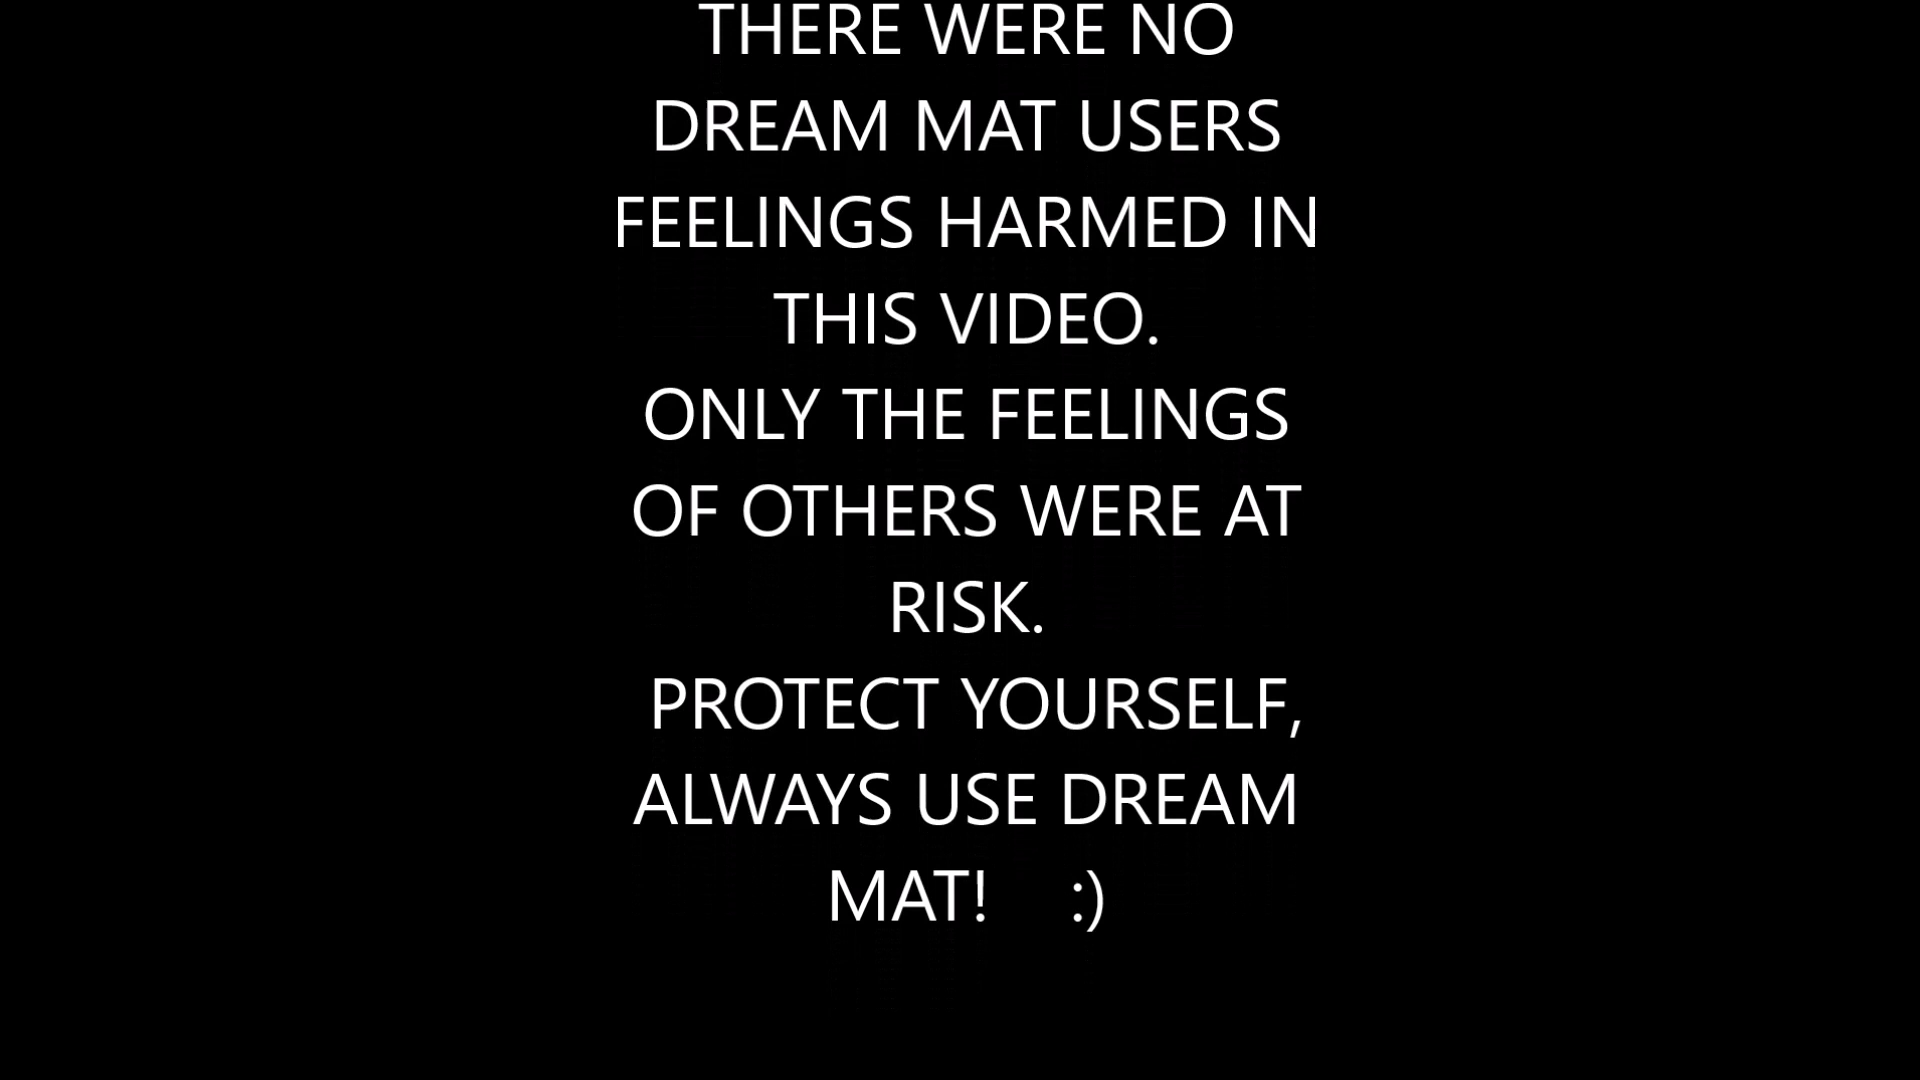 THERE WERE NO
DREAM MAT USERS
FEELINGS HARMED IN
THIS VIDEO.
ONLY THE FEELINGS
OF OTHERS WERE AT
RISK.
PROTECT YOURSELF,
ALWAYS USE DREAM
MAT! :)